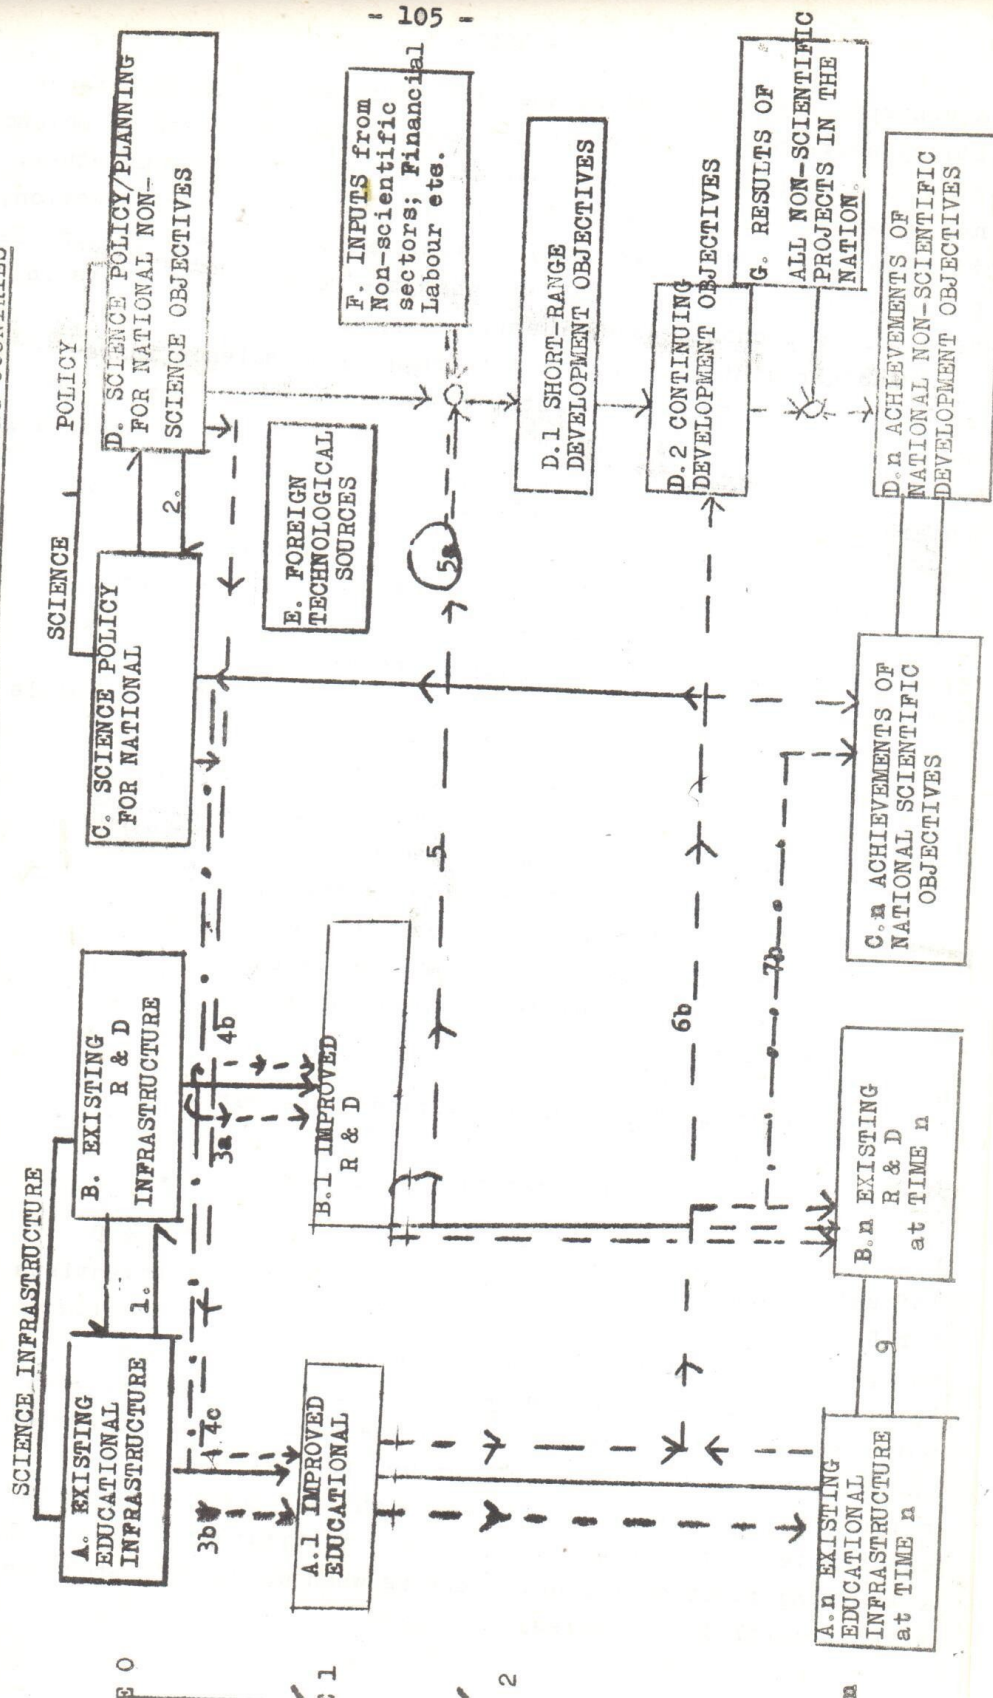 - 105 -
SCIENCE INFRASTRUCTURE
SCIENCE POLICY
A. EXISTING
EDUCATIONAL
INFRASTRUCTURE
1.
B. EXISTING
R & D
INFRASTRUCTURE
C. SCIENCE POLICY
FOR NATIONAL
2.
D. SCIENCE POLICY/PLANNING
FOR NATIONAL NON-
SCIENCE OBJECTIVES
3b
4c
3a
4b
E. FOREIGN
TECHNOLOGICAL
SOURCES
F. INPUTS from
Non-scientific
sectors; Financial
Labour etc.
A.1 IMPROVED
EDUCATIONAL
B.1 IMPROVED
R & D
5
5a
D.1 SHORT-RANGE
DEVELOPMENT OBJECTIVES
6b
D.2 CONTINUING
DEVELOPMENT OBJECTIVES
G. RESULTS OF
ALL NON-SCIENTIFIC
PROJECTS IN THE
NATION.
7b
A.n EXISTING
EDUCATIONAL
INFRASTRUCTURE
at TIME n
9
B.n EXISTING
R & D
at TIME n
C.n ACHIEVEMENTS OF
NATIONAL SCIENTIFIC
OBJECTIVES
D.n ACHIEVEMENTS OF
NATIONAL NON-SCIENTIFIC
DEVELOPMENT OBJECTIVES
0
1
2
n